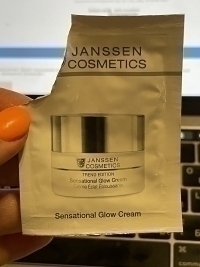 JANSSEN
COSMETICS
JANSSEN
COSMETICS
TREND EDITION
Sensational Glow Cream
Sensational Glow Cream